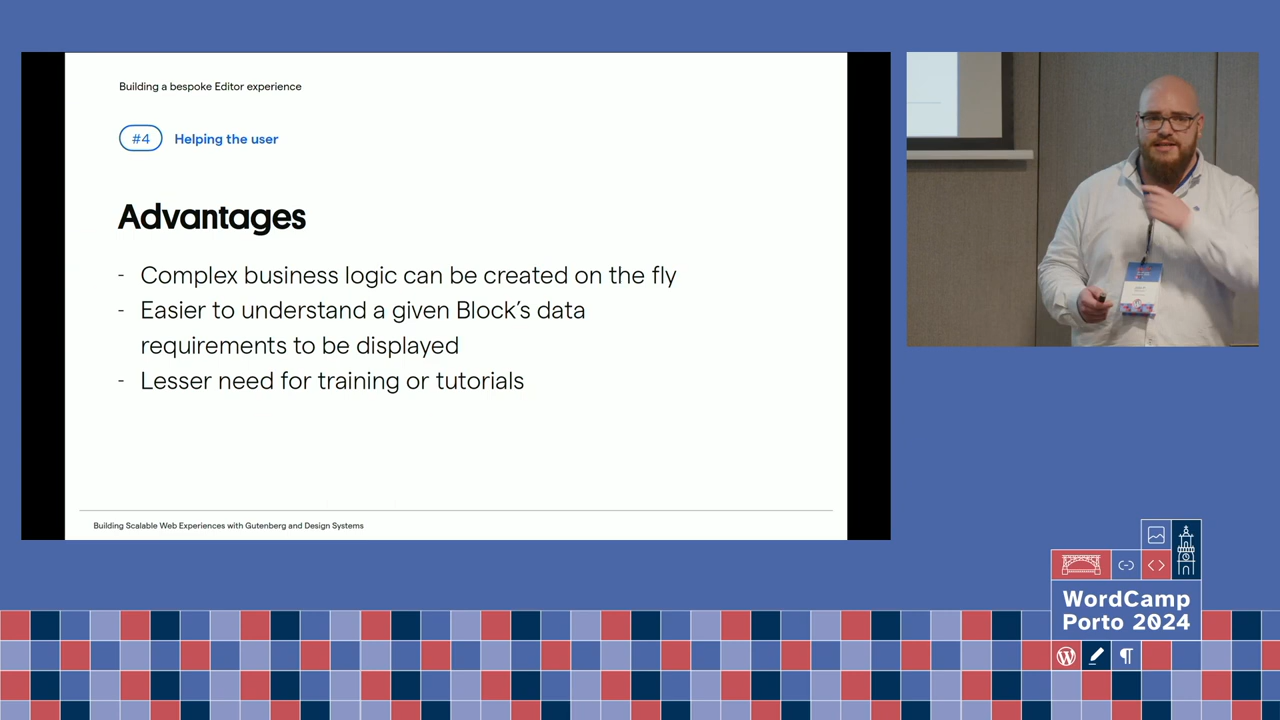 Building a bespoke Editor experience
#4 Helping the user
Advantages
- Complex business logic can be created on the fly
- Easier to understand a given Block's data
requirements to be displayed
- Lesser need for training or tutorials
Building Scalable Web Experiences with Gutenberg and Design Systems
WordCamp
Porto 2024